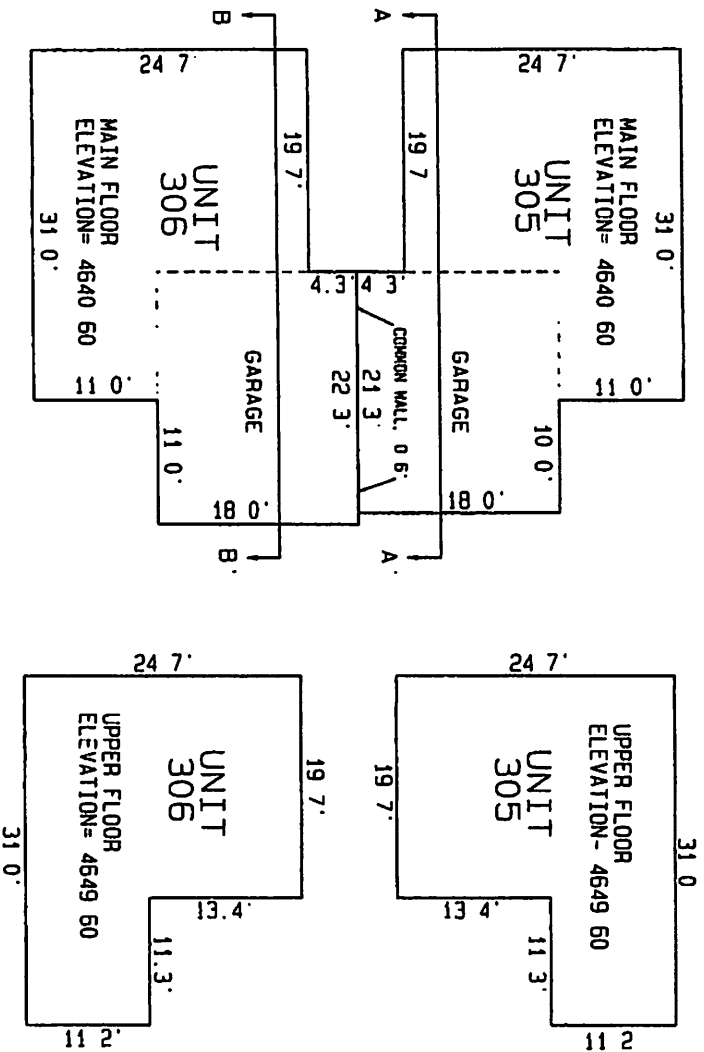 B
A
24 7'
24 7'
19 7'
19 7
MAIN FLOOR
ELEVATION= 4640 60
UNIT
306
31 0'
MAIN FLOOR
ELEVATION= 4640 60
UNIT
305
31 0'
4.3'
4 3'
COMMON WALL, 0 6'
GARAGE
GARAGE
22 3'
21 3'
11 0'
11 0'
11 0'
10 0'
18 0'
18 0'
B'
A'
24 7'
24 7'
UPPER FLOOR
ELEVATION= 4649 60
UNIT
306
19 7'
31 0'
13.4'
11.3'
11 2'
UPPER FLOOR
ELEVATION- 4649 60
UNIT
305
19 7'
31 0
13 4'
11 3'
11 2